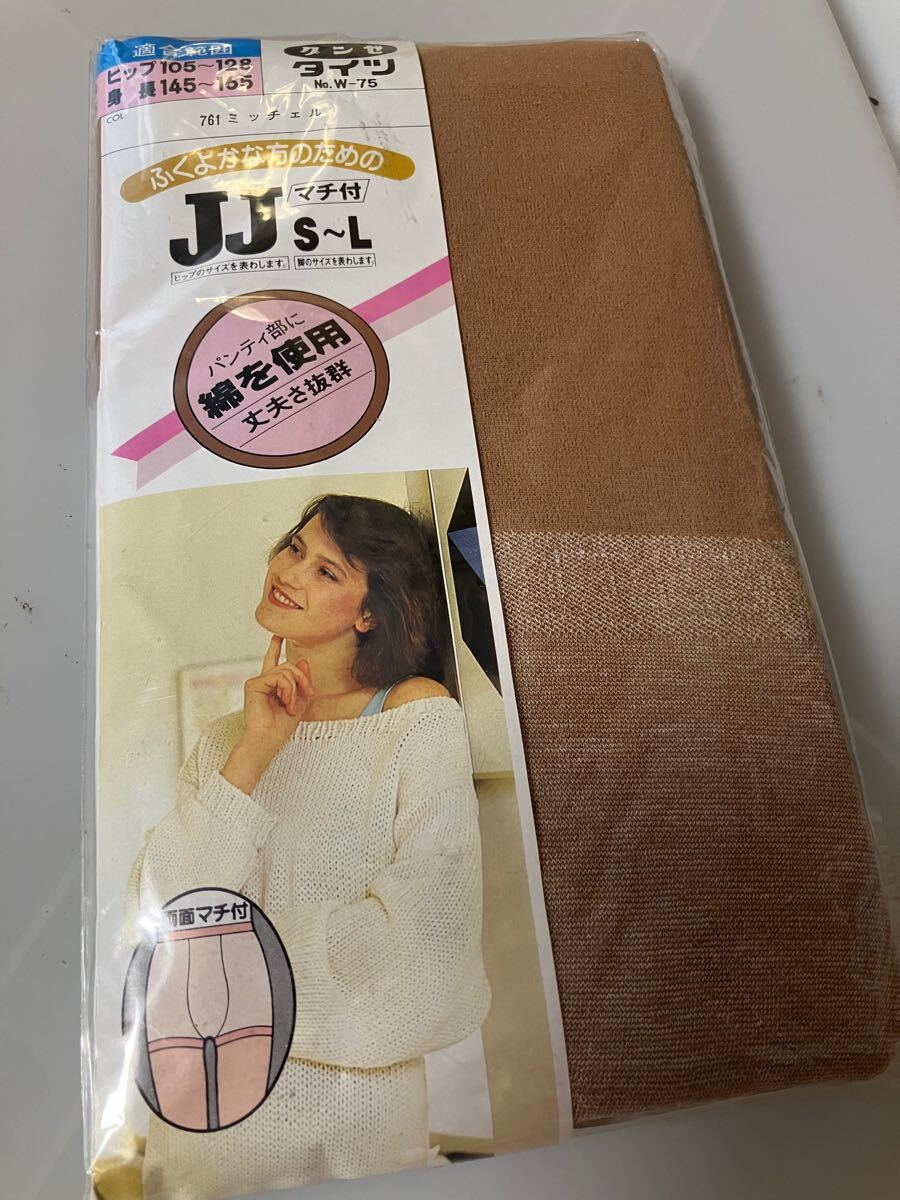 適合範囲
ヒップ105〜128
身長145〜165
グンゼ
タイツ
No.W-75
COL
761 ミッチェル
ふくよかな方のための
JJ マチ付 S〜L
ヒップのサイズを表わします。 脚のサイズを表わします。
パンティ部に
綿を使用
丈夫さ抜群
両面マチ付